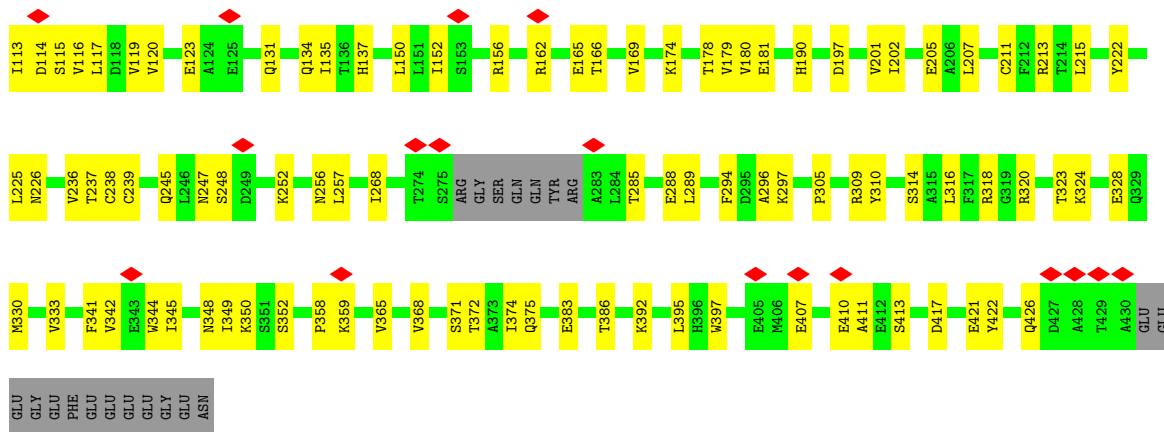 I113 D114 S115 V116 L117 D118 V119 V120 E123 A124 E125 Q131 Q134 I135 T136 H137 L150 L151 I152 S153 R156 R162 E165 T166 V169 K174 T178 V179 V180 E181 H190 D197 V201 I202 E205 A206 L207 C211 F212 R213 T214 L215 Y222
L225 N226 V236 T237 C238 C239 Q245 L246 N247 S248 D249 K252 N256 L257 I268 T274 S275 ARG GLY SER GLN GLN TYR ARG A283 L284 T285 E288 L289 F294 D295 A296 K297 P305 R309 Y310 S314 A315 L316 F317 R318 G319 R320 T323 K324 E328 Q329
M330 V333 F341 V342 E343 W344 I345 N348 I349 K350 S351 S352 P358 K359 V365 V368 S371 T372 A373 I374 Q375 E383 T386 K392 L395 H396 W397 E405 M406 E407 E410 A411 E412 S413 D417 E421 Y422 Q426 D427 A428 T429 A430 GLU GLU
GLU GLY GLU PHE GLU GLU GLU GLY GLU ASN